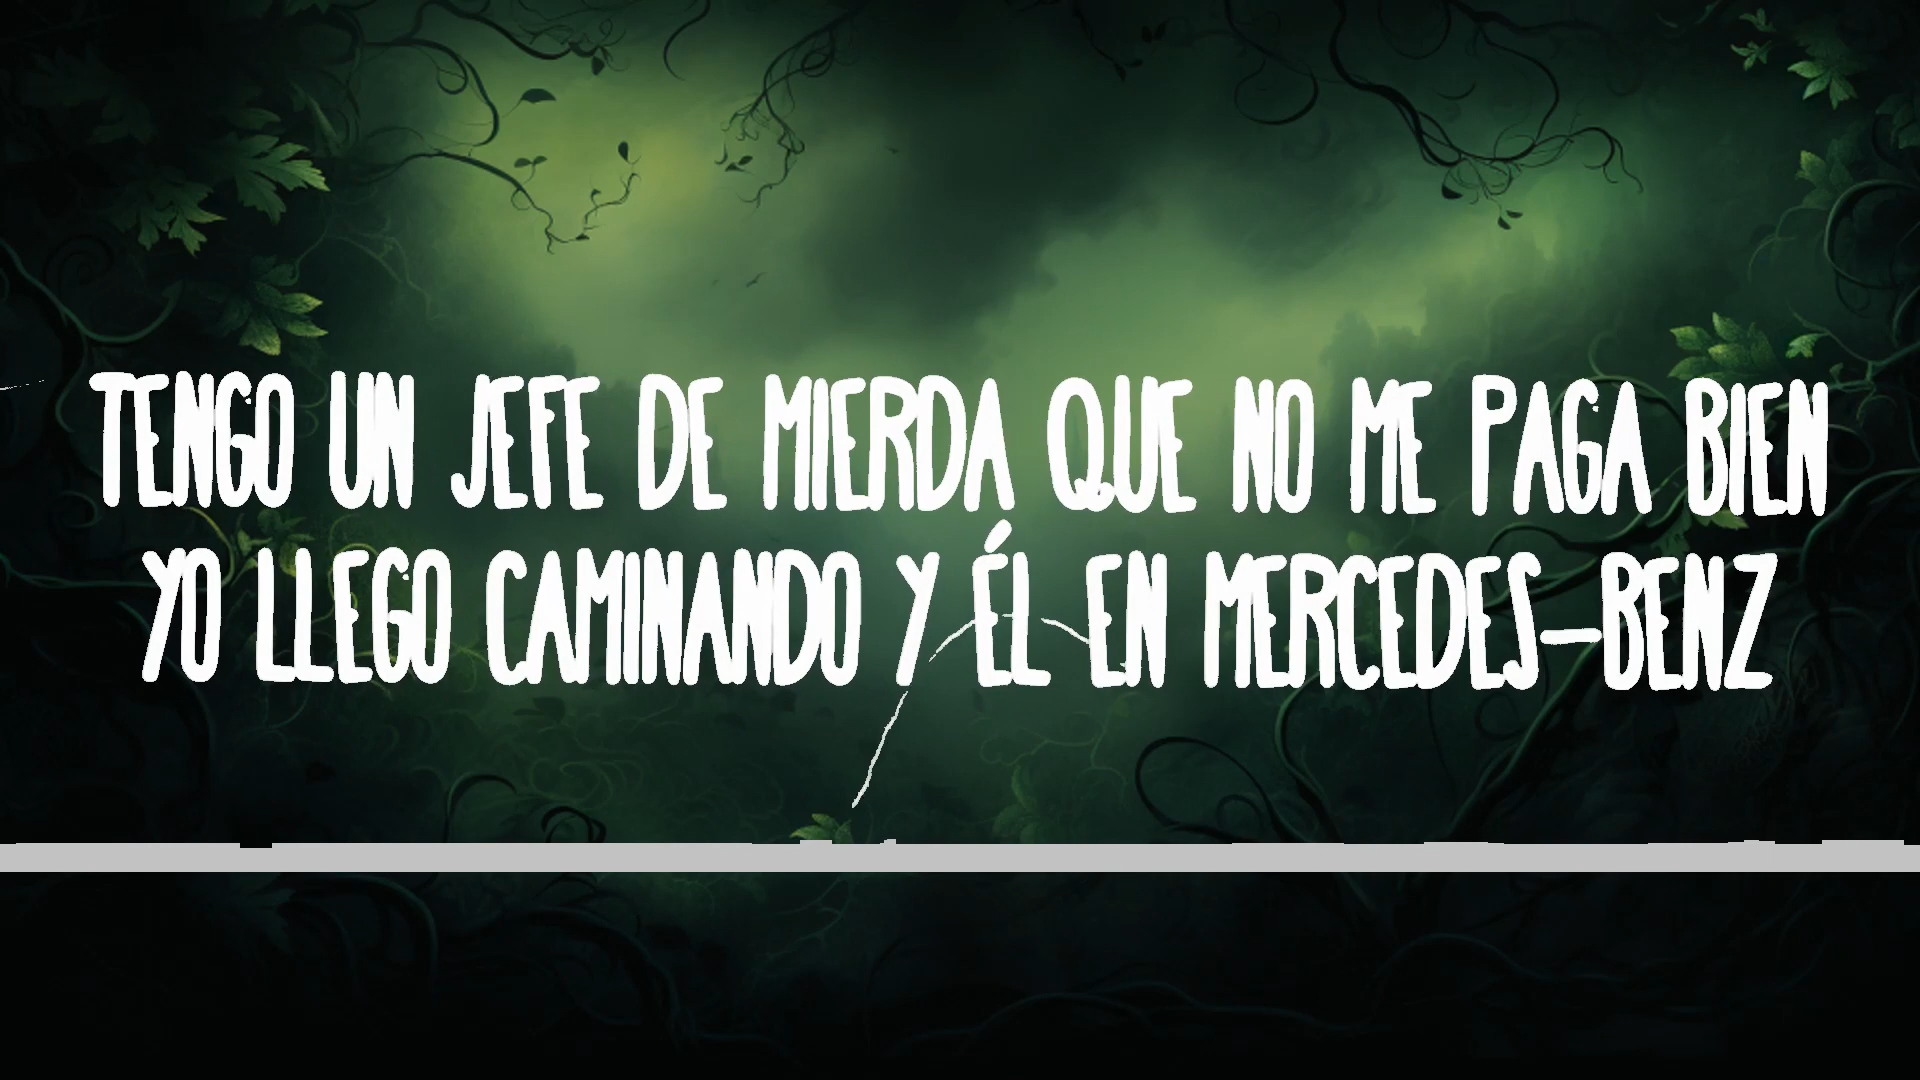 TENGO UN JEFE DE MIERDA QUE NO ME PAGA BIEN
YO LLEGO CAMINANDO Y ÉL EN MERCEDES-BENZ